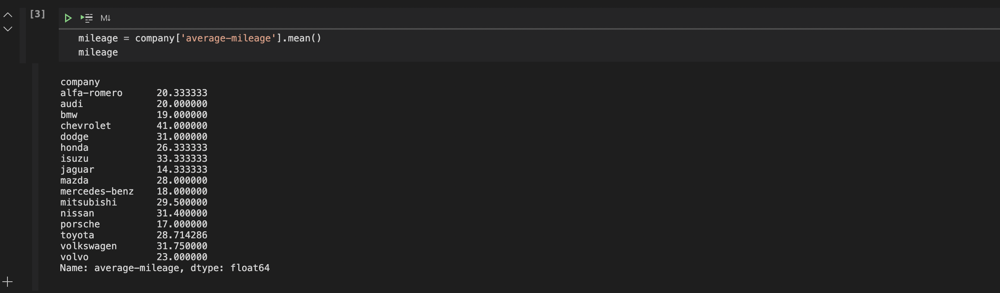 [3]
M↓
mileage = company['average-mileage'].mean()
mileage
company
alfa-romero      20.333333
audi             20.000000
bmw              19.000000
chevrolet        41.000000
dodge            31.000000
honda            26.333333
isuzu            33.333333
jaguar           14.333333
mazda            28.000000
mercedes-benz    18.000000
mitsubishi       29.500000
nissan           31.400000
porsche          17.000000
toyota           28.714286
volkswagen       31.750000
volvo            23.000000
Name: average-mileage, dtype: float64